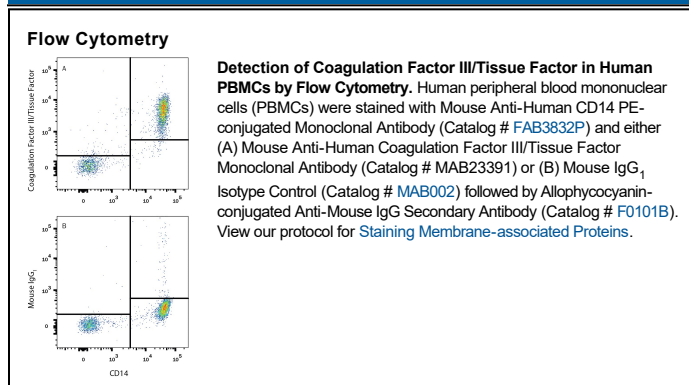 Flow Cytometry
A
Coagulation Factor III/Tissue Factor
10⁵
10⁴
10³
0
0
10³
10⁴
10⁵
B
Mouse IgG₁
10⁵
10⁴
10³
0
0
10³
10⁴
10⁵
CD14
Detection of Coagulation Factor III/Tissue Factor in Human
PBMCs by Flow Cytometry. Human peripheral blood mononuclear
cells (PBMCs) were stained with Mouse Anti-Human CD14 PE-
conjugated Monoclonal Antibody (Catalog # FAB3832P) and either
(A) Mouse Anti-Human Coagulation Factor III/Tissue Factor
Monoclonal Antibody (Catalog # MAB23391) or (B) Mouse IgG₁
Isotype Control (Catalog # MAB002) followed by Allophycocyanin-
conjugated Anti-Mouse IgG Secondary Antibody (Catalog # F0101B).
View our protocol for Staining Membrane-associated Proteins.